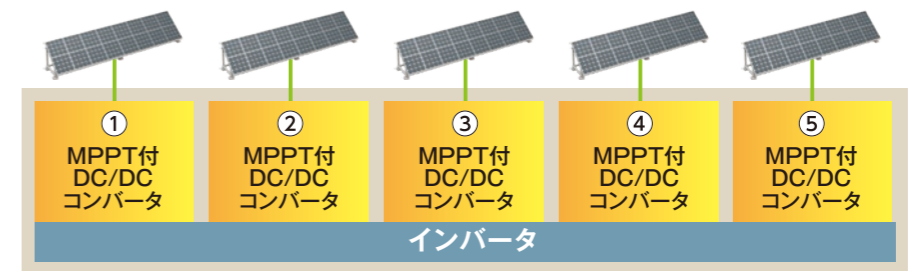 ①
MPPT付
DC/DC
コンバータ
②
MPPT付
DC/DC
コンバータ
③
MPPT付
DC/DC
コンバータ
④
MPPT付
DC/DC
コンバータ
⑤
MPPT付
DC/DC
コンバータ
インバータ